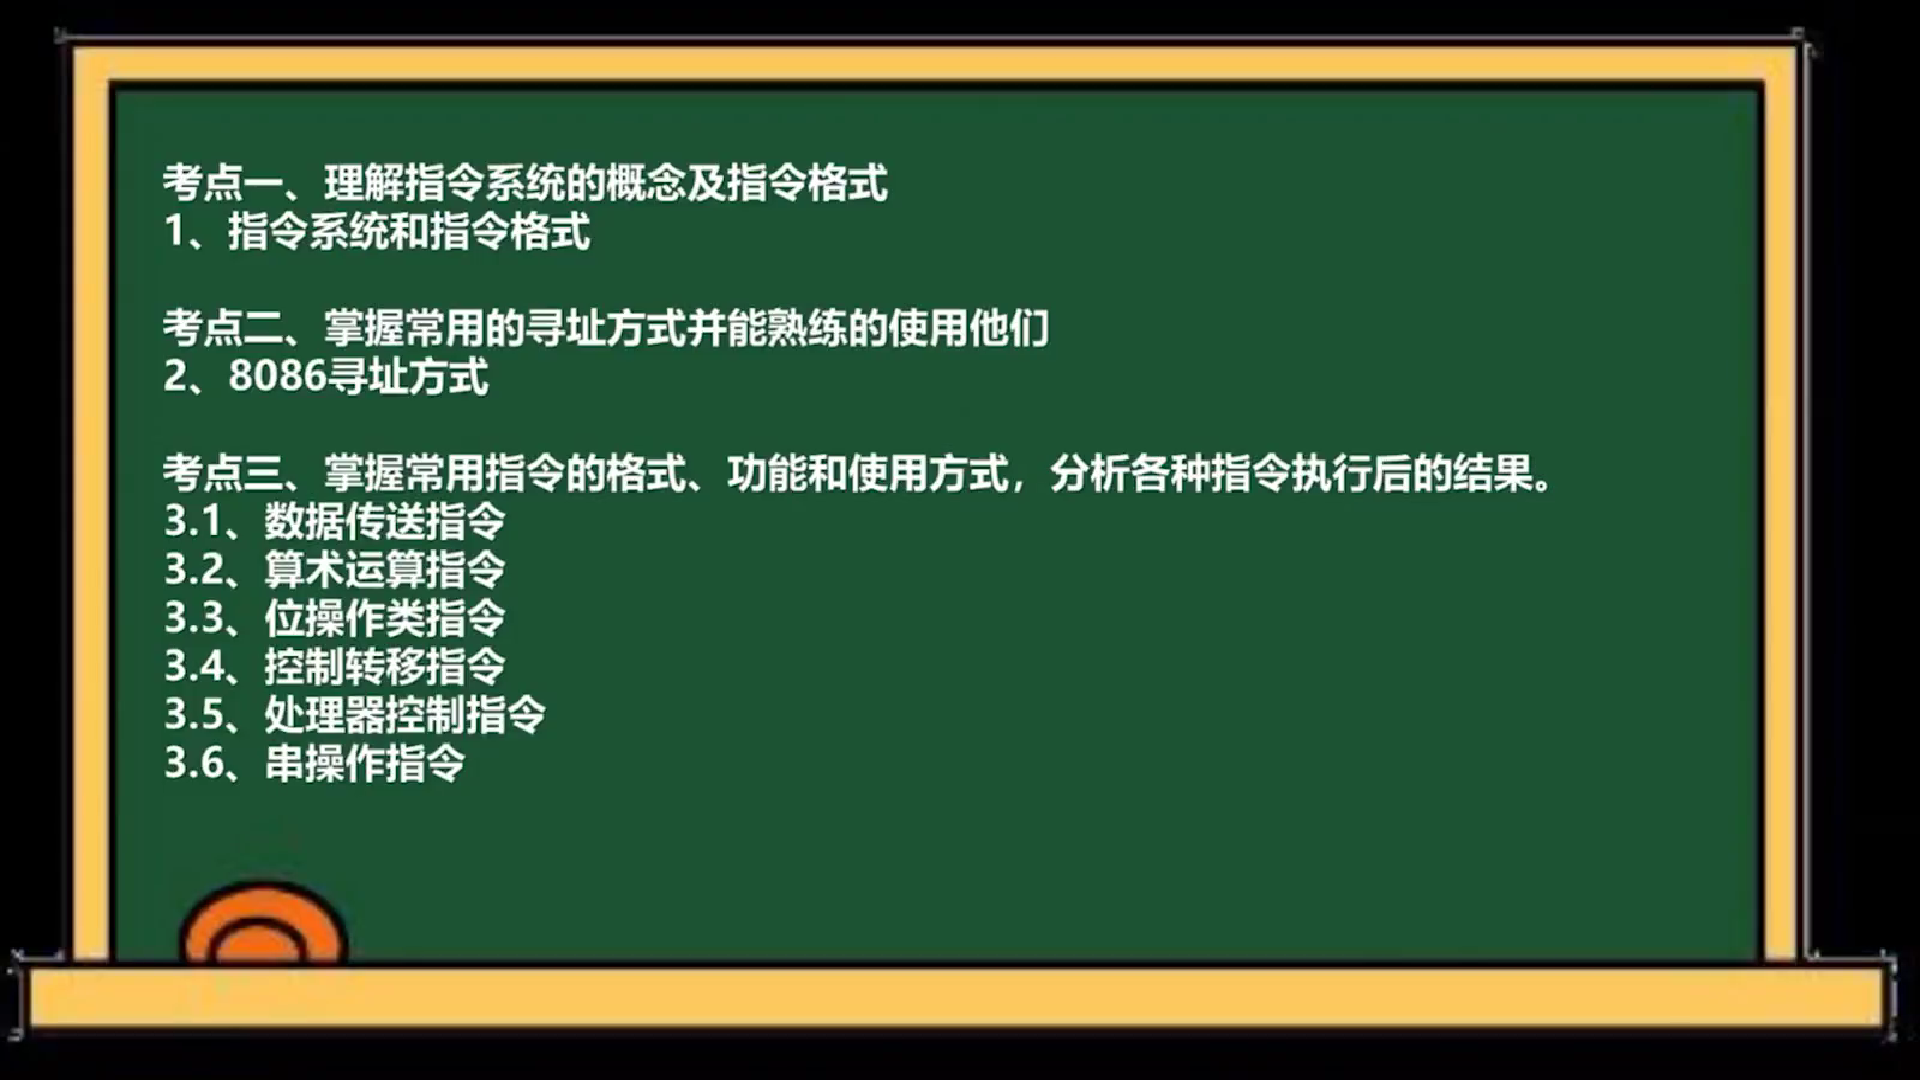 考点一、理解指令系统的概念及指令格式
1、指令系统和指令格式
考点二、掌握常用的寻址方式并能熟练的使用他们
2、8086寻址方式
考点三、掌握常用指令的格式、功能和使用方式，分析各种指令执行后的结果。
3.1、数据传送指令
3.2、算术运算指令
3.3、位操作类指令
3.4、控制转移指令
3.5、处理器控制指令
3.6、串操作指令